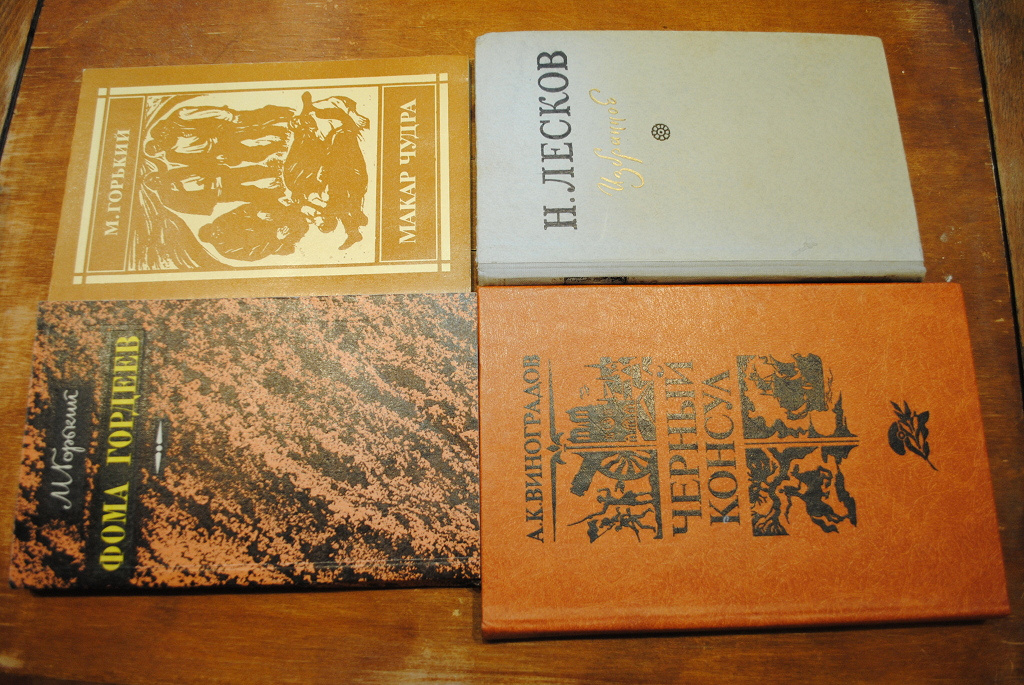 М.ГОРЬКИЙ
МАКАР ЧУДРА
Н.ЛЕСКОВ
Избранное
М.Горький
ФОМА ГОРДЕЕВ
А.К.ВИНОГРАДОВ
ЧЕРНЫЙ
КОНСУЛ